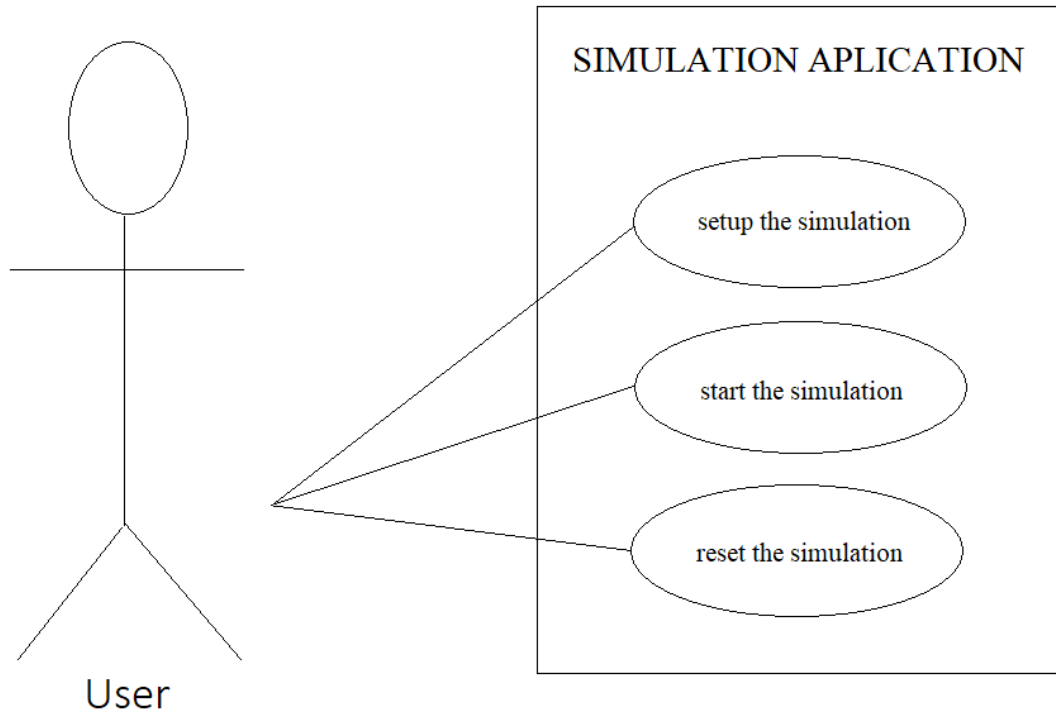 SIMULATION APLICATION
setup the simulation
start the simulation
reset the simulation
User